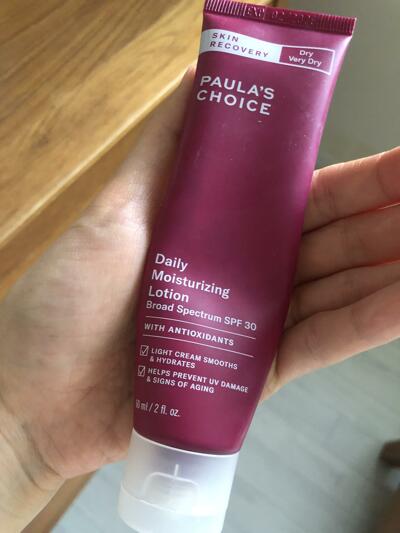 SKIN
RECOVERY
Dry
Very Dry
PAULA'S
CHOICE
Daily
Moisturizing
Lotion
Broad Spectrum SPF 30
WITH ANTIOXIDANTS
LIGHT CREAM SMOOTHS
& HYDRATES
HELPS PREVENT UV DAMAGE
& SIGNS OF AGING
60 ml / 2 fl. oz.